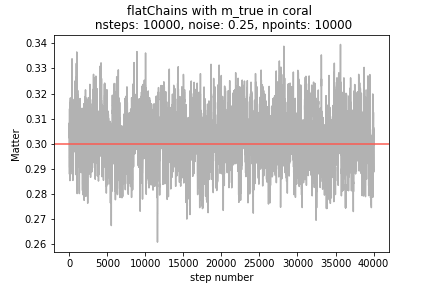 flatChains with m_true in coral
nsteps: 10000, noise: 0.25, npoints: 10000
0.34
0.33
0.32
0.31
0.30
0.29
0.28
0.27
0.26
Matter
0 5000 10000 15000 20000 25000 30000 35000 40000
step number